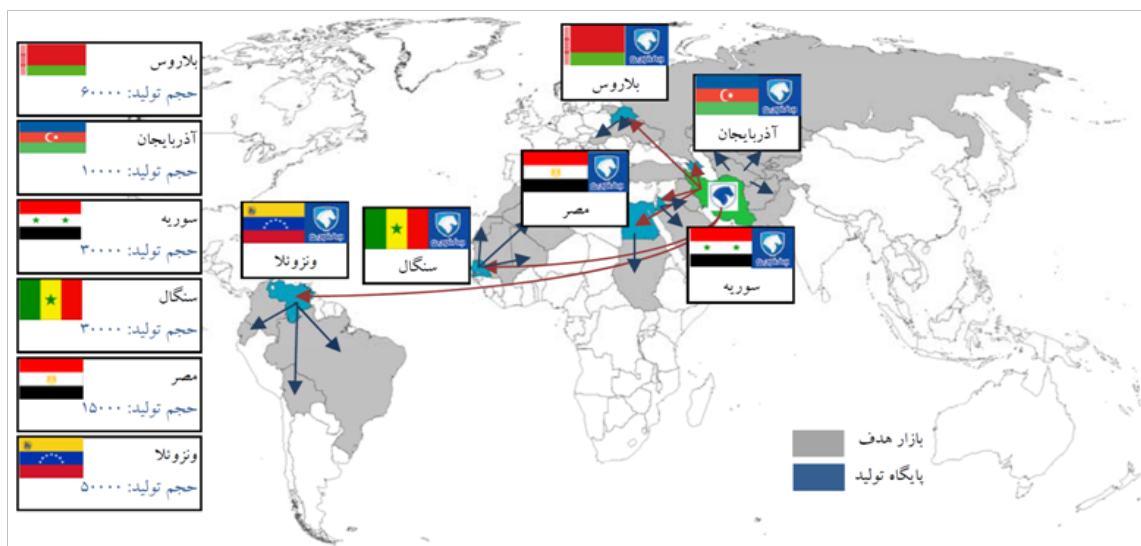 بلاروس
حجم تولید: ۶۰۰۰۰
آذربایجان
حجم تولید: ۱۰۰۰۰
سوریه
حجم تولید: ۳۰۰۰۰
سنگال
حجم تولید: ۳۰۰۰۰
مصر
حجم تولید: ۱۵۰۰۰
ونزوئلا
حجم تولید: ۵۰۰۰۰
بلاروس
آذربایجان
مصر
ونزوئلا
سنگال
سوریه
بازار هدف
پایگاه تولید